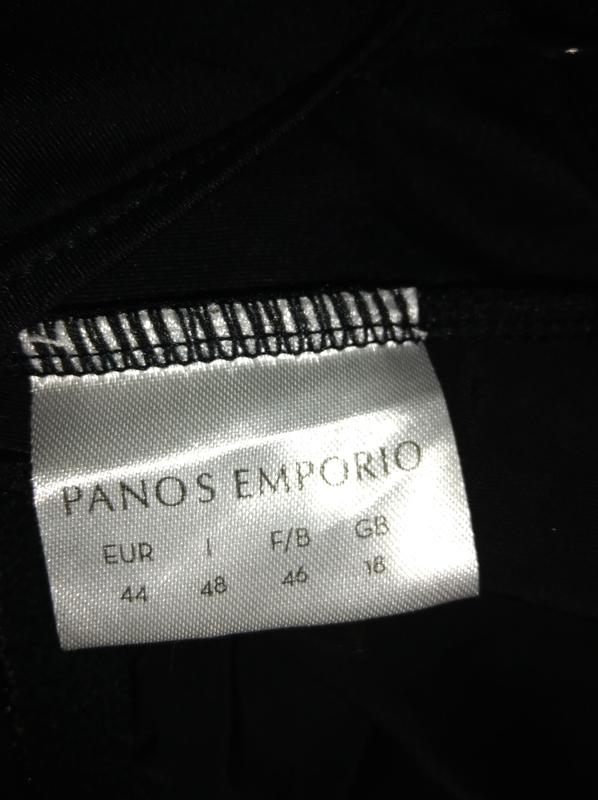 PANOS EMPORIO
EUR I F/B GB
44 48 46 18